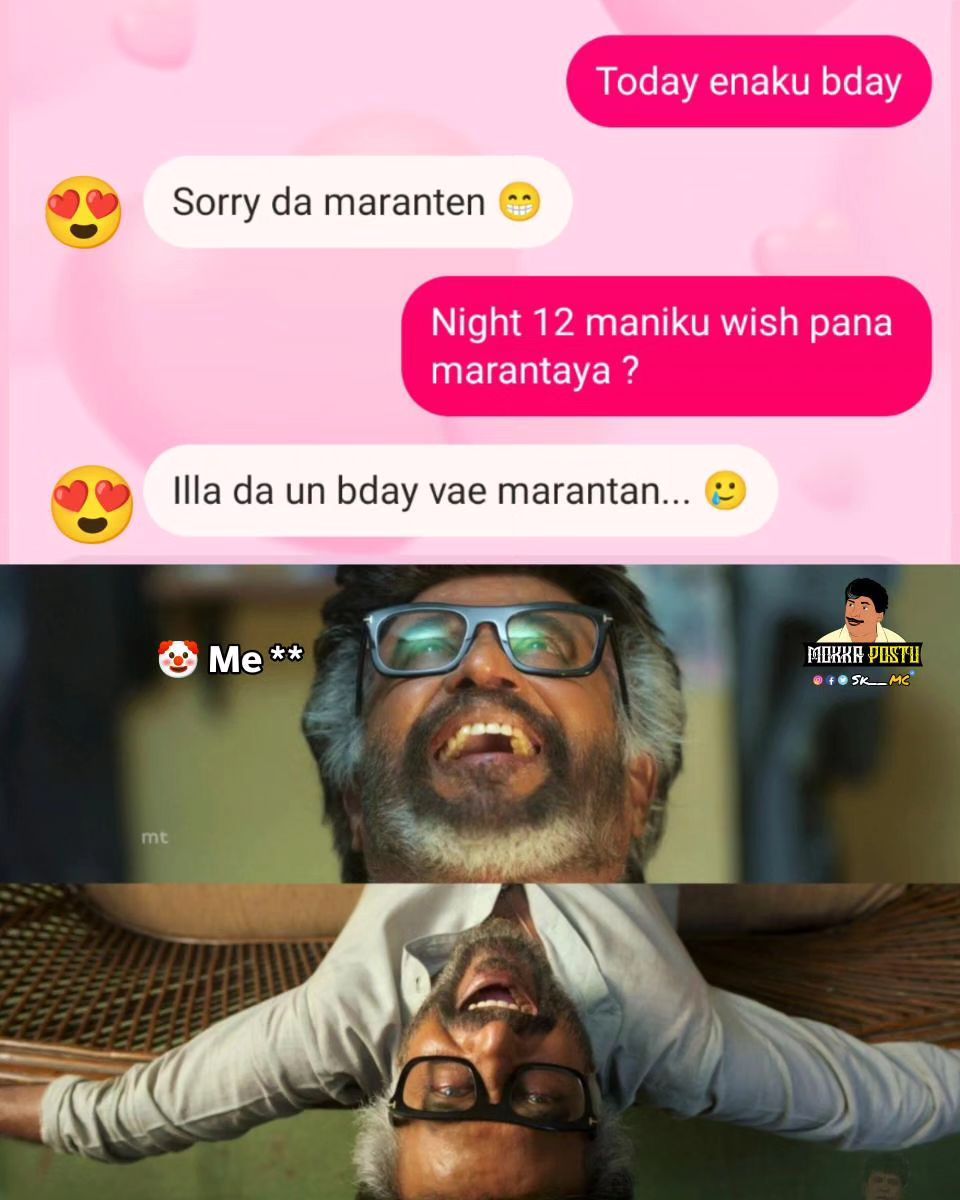 Today enaku bday
Sorry da maranten 😁
Night 12 maniku wish pana
marantaya ?
Illa da un bday vae marantan... 🥲
🤡 Me **
MOKKA POSTU
SK__MC
mt